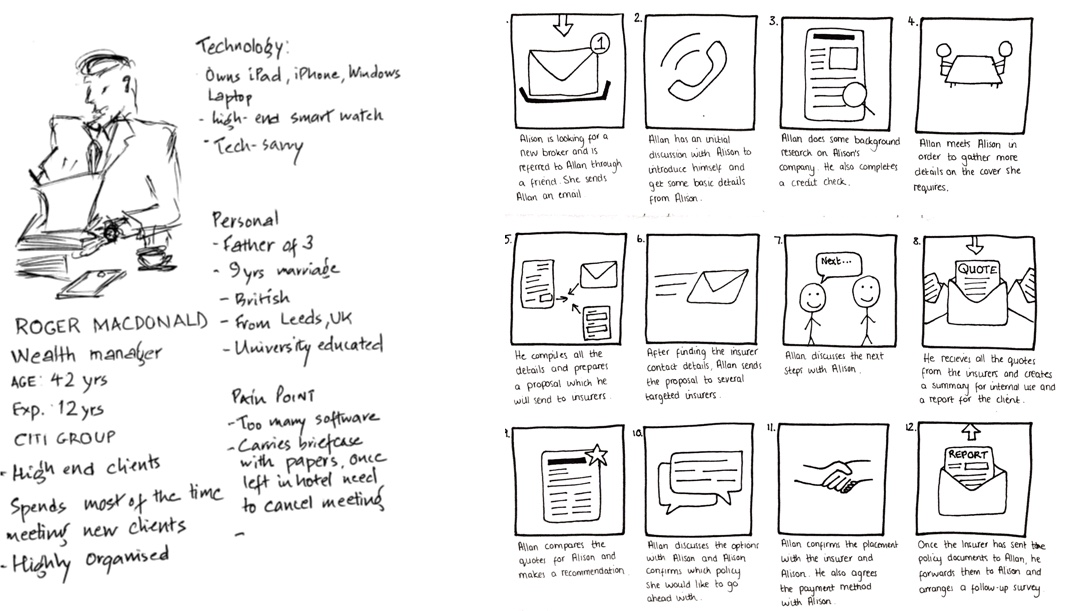 Technology:
Owns iPad, iPhone, Windows
Laptop
- high-end smart watch
- Tech-savvy
Personal
- Father of 3
- 9 yrs marriage
- British
- From Leeds, UK
- University educated
ROGER MACDONALD
Wealth manager
AGE: 42 yrs
Exp. 12 yrs
CITI GROUP
- High end clients
Spends most of the time
meeting new clients
- Highly Organised
PAIN POINT
- Too many software
- Carries briefcase
with papers, once
left in hotel need
to cancel meeting
-
1.
1
Alison is looking for a
new broker and is
referred to Allan through
a friend. She sends
Allan an email
2.
Allan has an initial
discussion with Alison to
introduce himself and
get some basic details
from Alison.
3.
Allan does some background
research on Alison's
company. He also completes
a credit check.
4.
Allan meets Alison in
order to gather more
details on the cover she
requires.
5.
He compiles all the
details and prepares
a proposal which he
will send to insurers.
6.
After finding the insurer
contact details, Allan sends
the proposal to several
targeted insurers.
7.
Next...
Allan discusses the next
steps with Alison.
8.
QUOTE
He recieves all the quotes
from the insurers and creates
a summary for internal use and
a report for the client.
9.
Allan compares the
quotes for Alison and
makes a recommendation.
10.
Allan discusses the options
with Alison and Alison
confirms which policy
she would like to go
ahead with.
11.
Allan confirms the placement
with the insurer and
Alison. He also agrees
the payment method
with Alison.
12.
REPORT
Once the Insurer has sent the
policy documents to Allan, he
forwards them to Alison and
arranges a follow-up survey